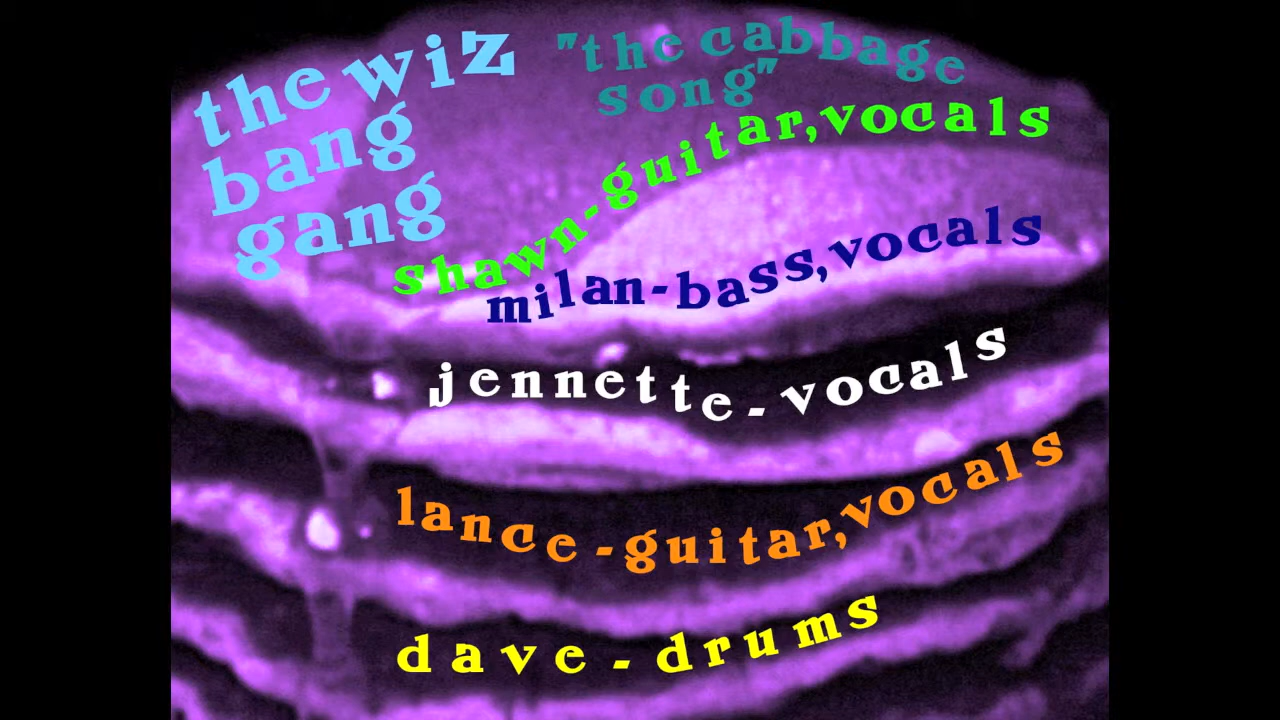 the wiz
bang
gang
"the cabbage
song"
shawn-guitar,vocals
milan-bass,vocals
jennette-vocals
lance-guitar,vocals
dave-drums